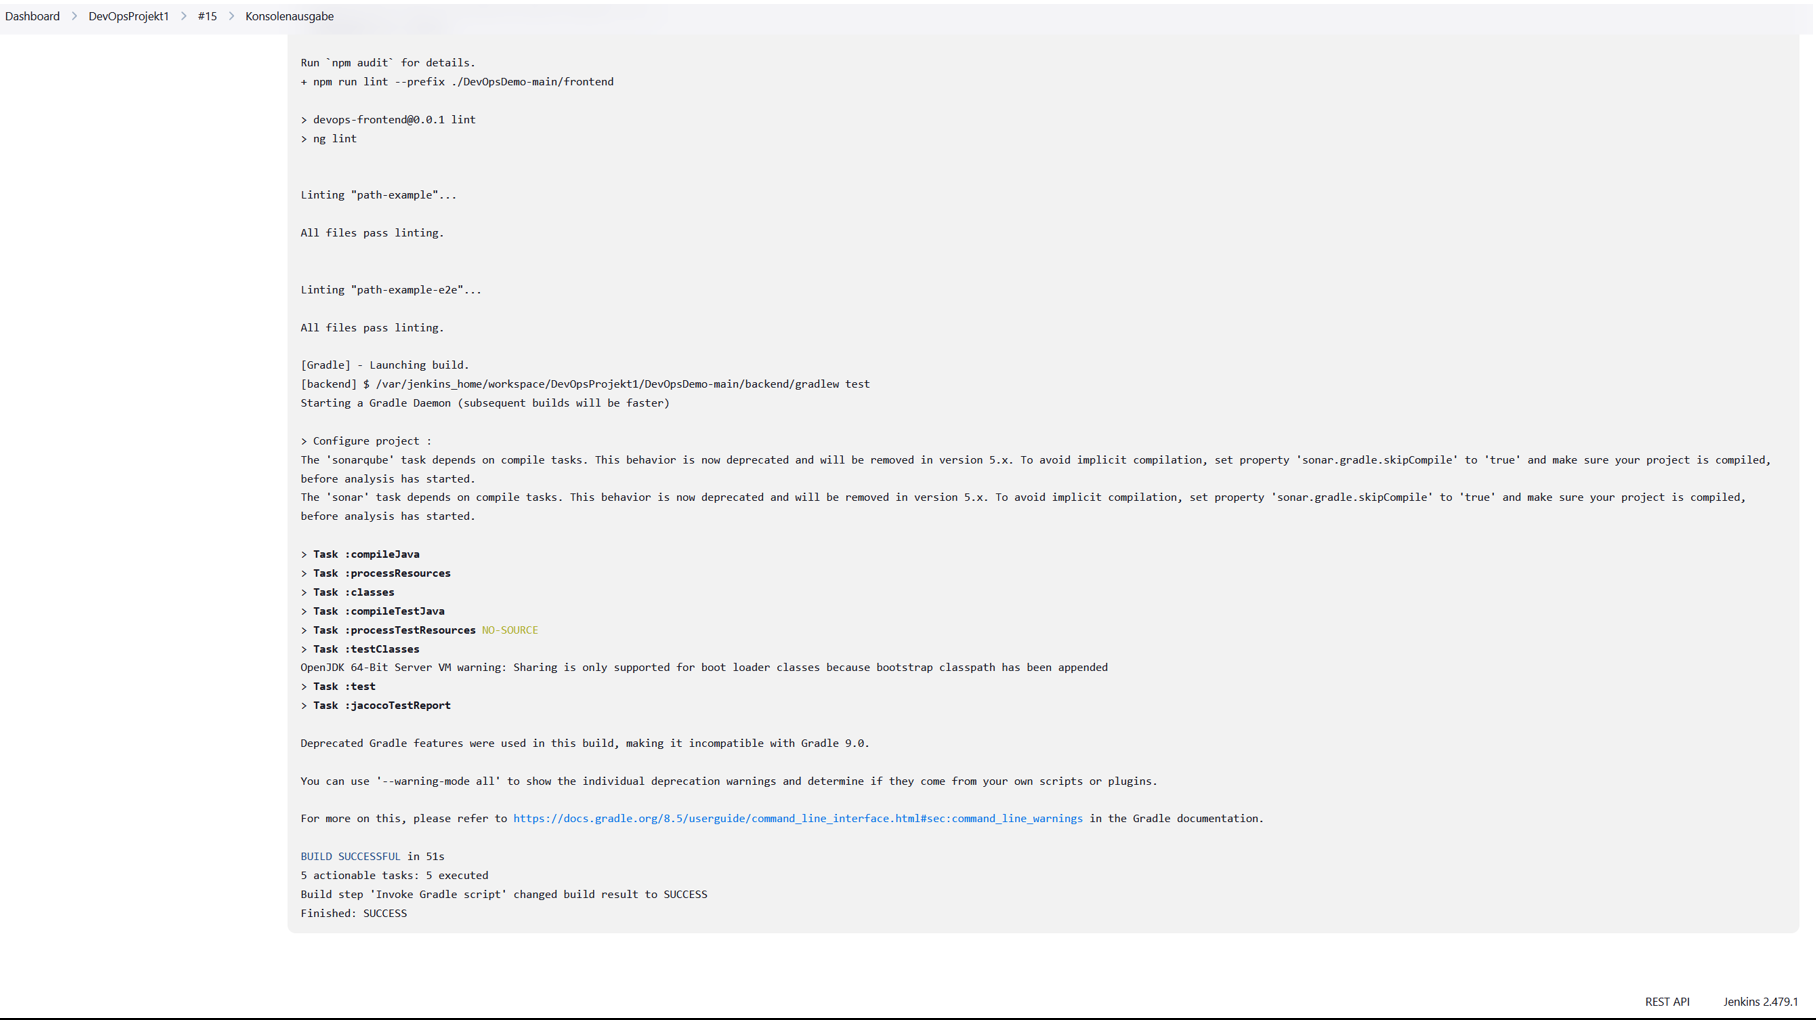 Dashboard > DevOpsProjekt1 > #15 > Konsolenausgabe
Run `npm audit` for details.
+ npm run lint --prefix ./DevOpsDemo-main/frontend
> devops-frontend@0.0.1 lint
> ng lint
Linting "path-example"...
All files pass linting.
Linting "path-example-e2e"...
All files pass linting.
[Gradle] - Launching build.
[backend] $ /var/jenkins_home/workspace/DevOpsProjekt1/DevOpsDemo-main/backend/gradlew test
Starting a Gradle Daemon (subsequent builds will be faster)
> Configure project :
The 'sonarqube' task depends on compile tasks. This behavior is now deprecated and will be removed in version 5.x. To avoid implicit compilation, set property 'sonar.gradle.skipCompile' to 'true' and make sure your project is compiled,
before analysis has started.
The 'sonar' task depends on compile tasks. This behavior is now deprecated and will be removed in version 5.x. To avoid implicit compilation, set property 'sonar.gradle.skipCompile' to 'true' and make sure your project is compiled,
before analysis has started.
> Task :compileJava
> Task :processResources
> Task :classes
> Task :compileTestJava
> Task :processTestResources NO-SOURCE
> Task :testClasses
OpenJDK 64-Bit Server VM warning: Sharing is only supported for boot loader classes because bootstrap classpath has been appended
> Task :test
> Task :jacocoTestReport
Deprecated Gradle features were used in this build, making it incompatible with Gradle 9.0.
You can use '--warning-mode all' to show the individual deprecation warnings and determine if they come from your own scripts or plugins.
For more on this, please refer to https://docs.gradle.org/8.5/userguide/command_line_interface.html#sec:command_line_warnings in the Gradle documentation.
BUILD SUCCESSFUL in 51s
5 actionable tasks: 5 executed
Build step 'Invoke Gradle script' changed build result to SUCCESS
Finished: SUCCESS
REST API Jenkins 2.479.1